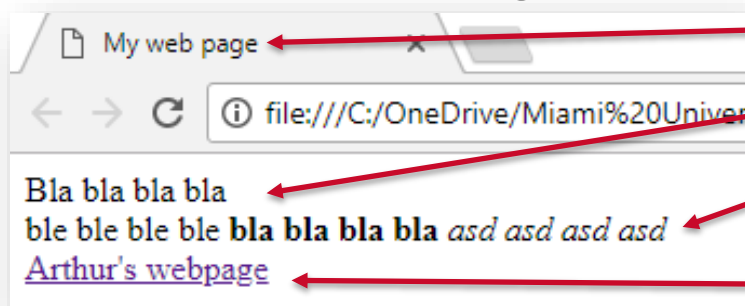 My web page
file:///C:/OneDrive/Miami%20Univer
Bla bla bla bla
ble ble ble ble bla bla bla bla asd asd asd asd
Arthur's webpage